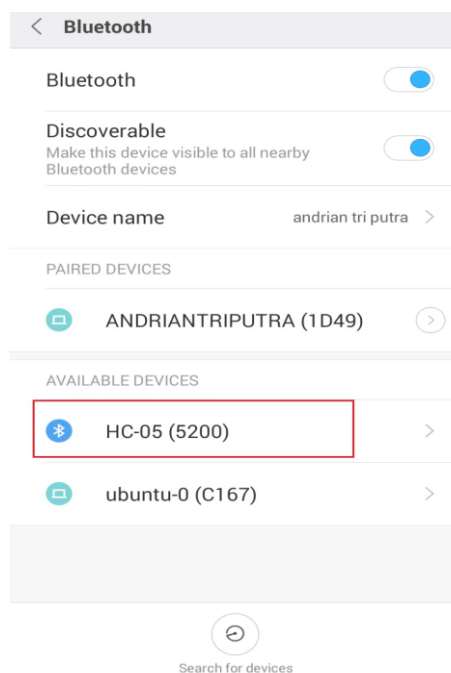 Bluetooth
Bluetooth
Discoverable
Make this device visible to all nearby
Bluetooth devices
Device name andrian tri putra
PAIRED DEVICES
ANDRIANTRIPUTRA (1D49)
AVAILABLE DEVICES
HC-05 (5200)
ubuntu-0 (C167)
Search for devices